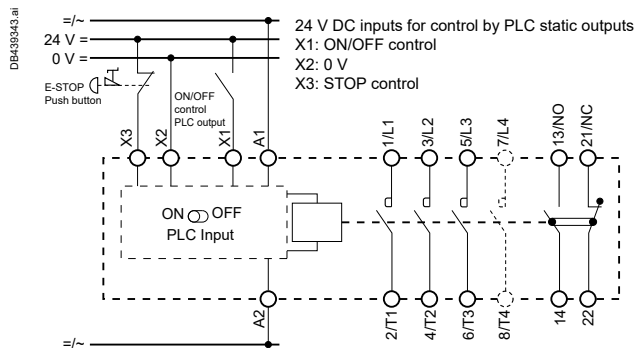 DB439343.ai
=/~
24 V =
0 V =
24 V DC inputs for control by PLC static outputs
X1: ON/OFF control
X2: 0 V
X3: STOP control
E-STOP
Push button
ON/OFF
control
PLC output
X3
X2
X1
A1
1/L1
3/L2
5/L3
7/L4
13/NO
21/NC
ON OFF
PLC Input
A2
2/T1
4/T2
6/T3
8/T4
14
22
=/~